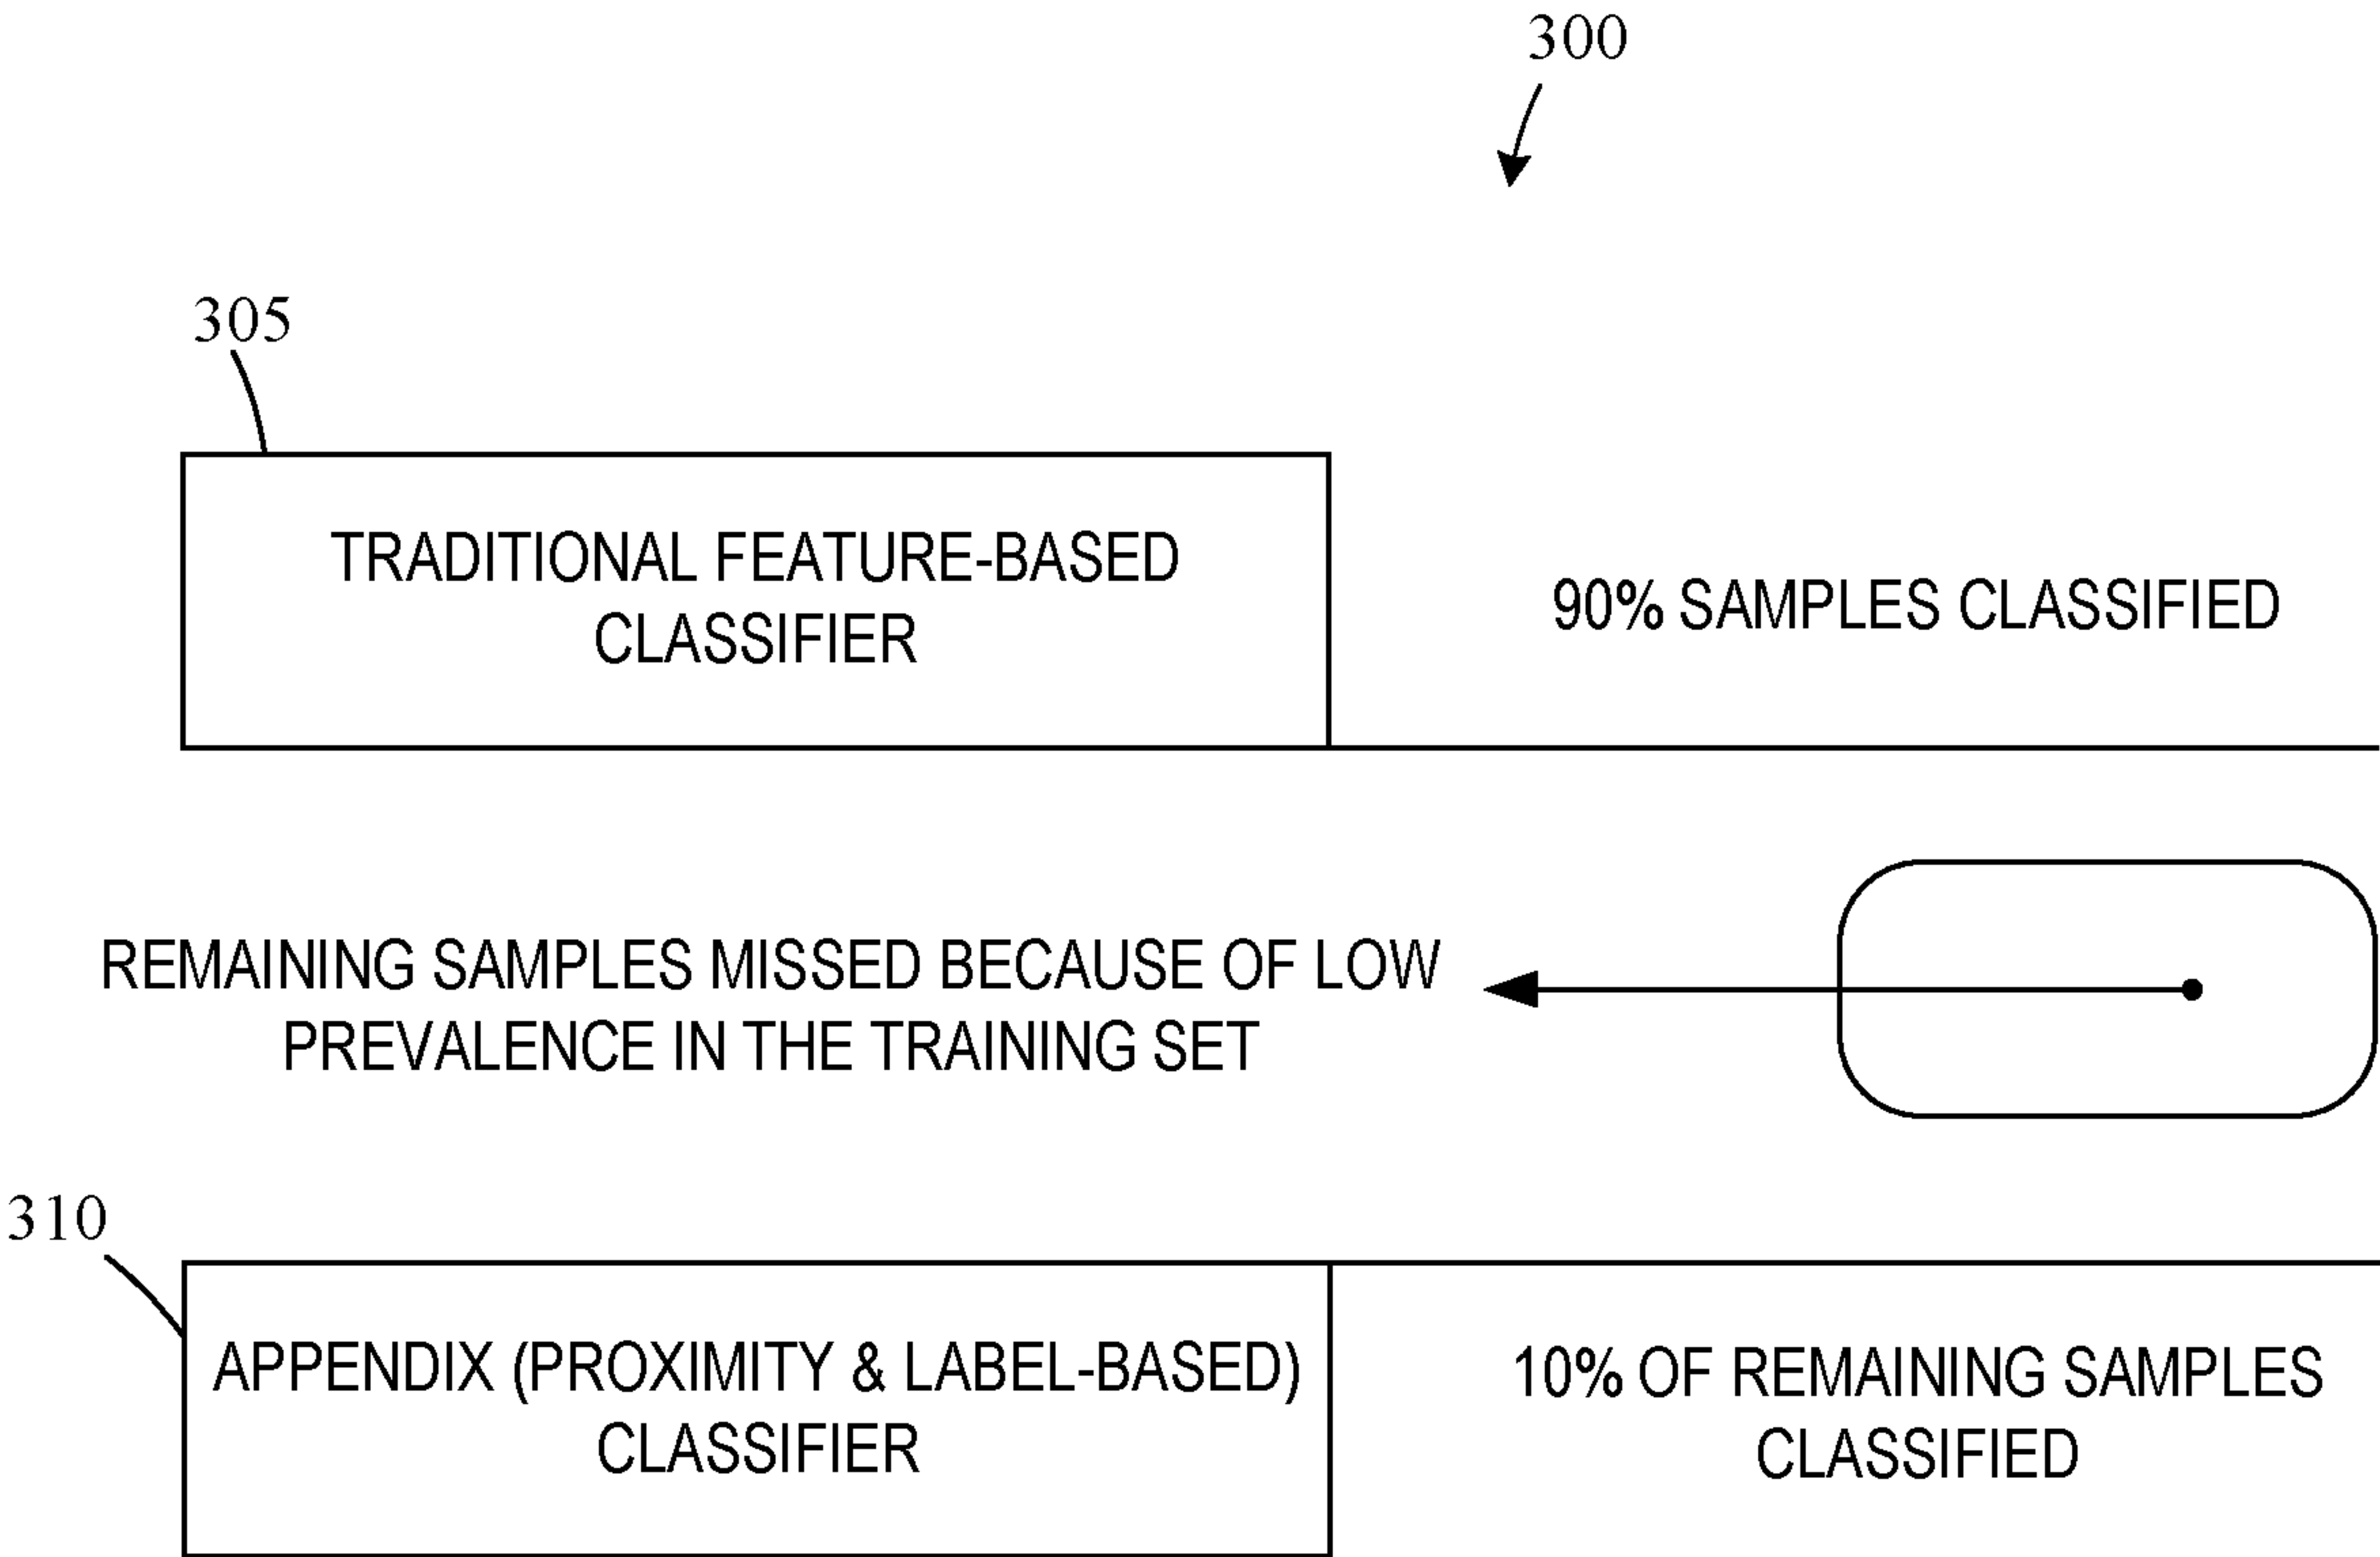 300
305
TRADITIONAL FEATURE-BASED
CLASSIFIER
90% SAMPLES CLASSIFIED
REMAINING SAMPLES MISSED BECAUSE OF LOW
PREVALENCE IN THE TRAINING SET
310
APPENDIX (PROXIMITY & LABEL-BASED)
CLASSIFIER
10% OF REMAINING SAMPLES
CLASSIFIED